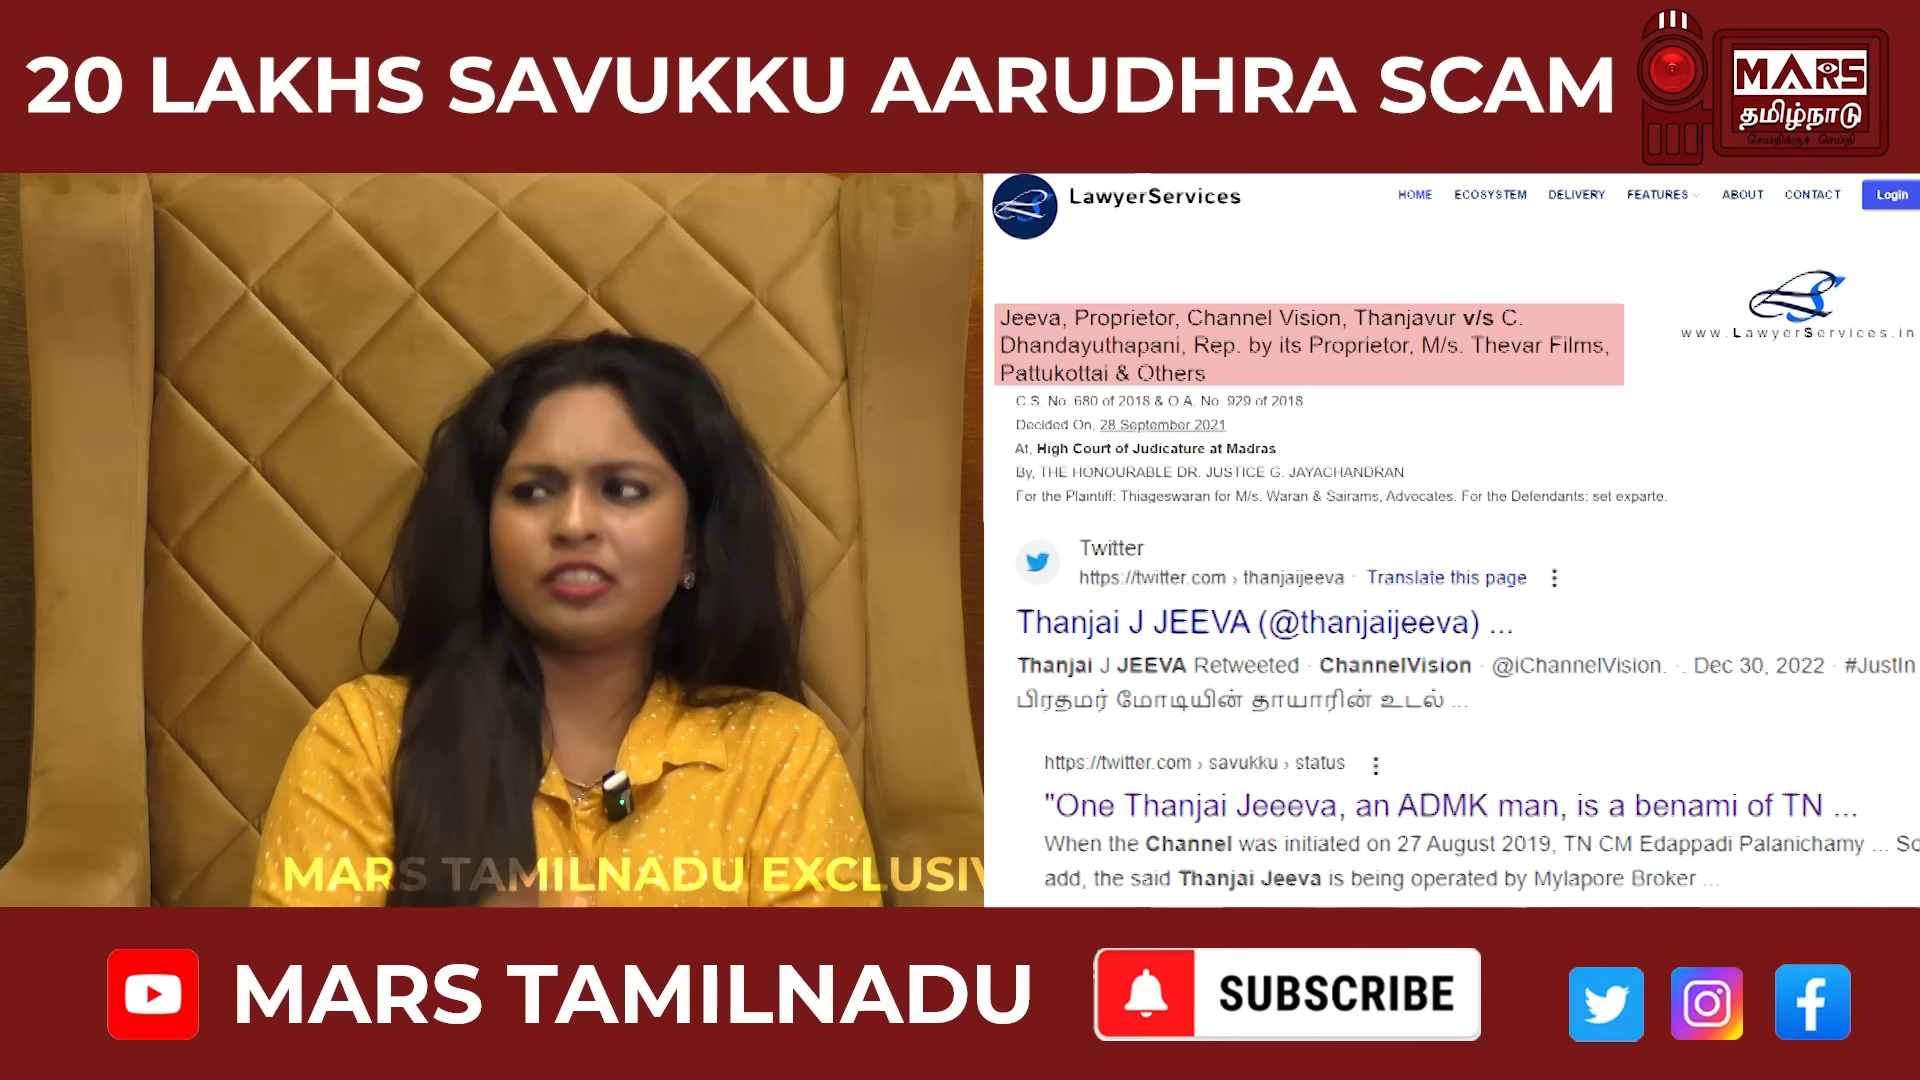 20 LAKHS SAVUKKU AARUDHRA SCAM
MARS
தமிழ்நாடு
செய்திக்குச் செய்தி
LawyerServices
HOME ECOSYSTEM DELIVERY FEATURES ABOUT CONTACT Login
www.LawyerServices.in
Jeeva, Proprietor, Channel Vision, Thanjavur v/s C.
Dhandayuthapani, Rep. by its Proprietor, M/s. Thevar Films,
Pattukottai & Others
C.S. No. 680 of 2018 & O.A. No. 929 of 2018
Decided On, 28 September 2021
At, High Court of Judicature at Madras
By, THE HONOURABLE DR. JUSTICE G. JAYACHANDRAN
For the Plaintiff: Thiageswaran for M/s. Waran & Sairams, Advocates. For the Defendants: set exparte.
Twitter
https://twitter.com › thanjaijeeva · Translate this page
Thanjai J JEEVA (@thanjaijeeva) ...
Thanjai J JEEVA Retweeted · ChannelVision · @iChannelVision. · . Dec 30, 2022 · #JustIn
பிரதமர் மோடியின் தாயாரின் உடல் ...
https://twitter.com › savukku › status
"One Thanjai Jeeeva, an ADMK man, is a benami of TN ...
When the Channel was initiated on 27 August 2019, TN CM Edappadi Palanichamy ... So
add, the said Thanjai Jeeva is being operated by Mylapore Broker ...
MARS TAMILNADU EXCLUSIV
MARS TAMILNADU
SUBSCRIBE